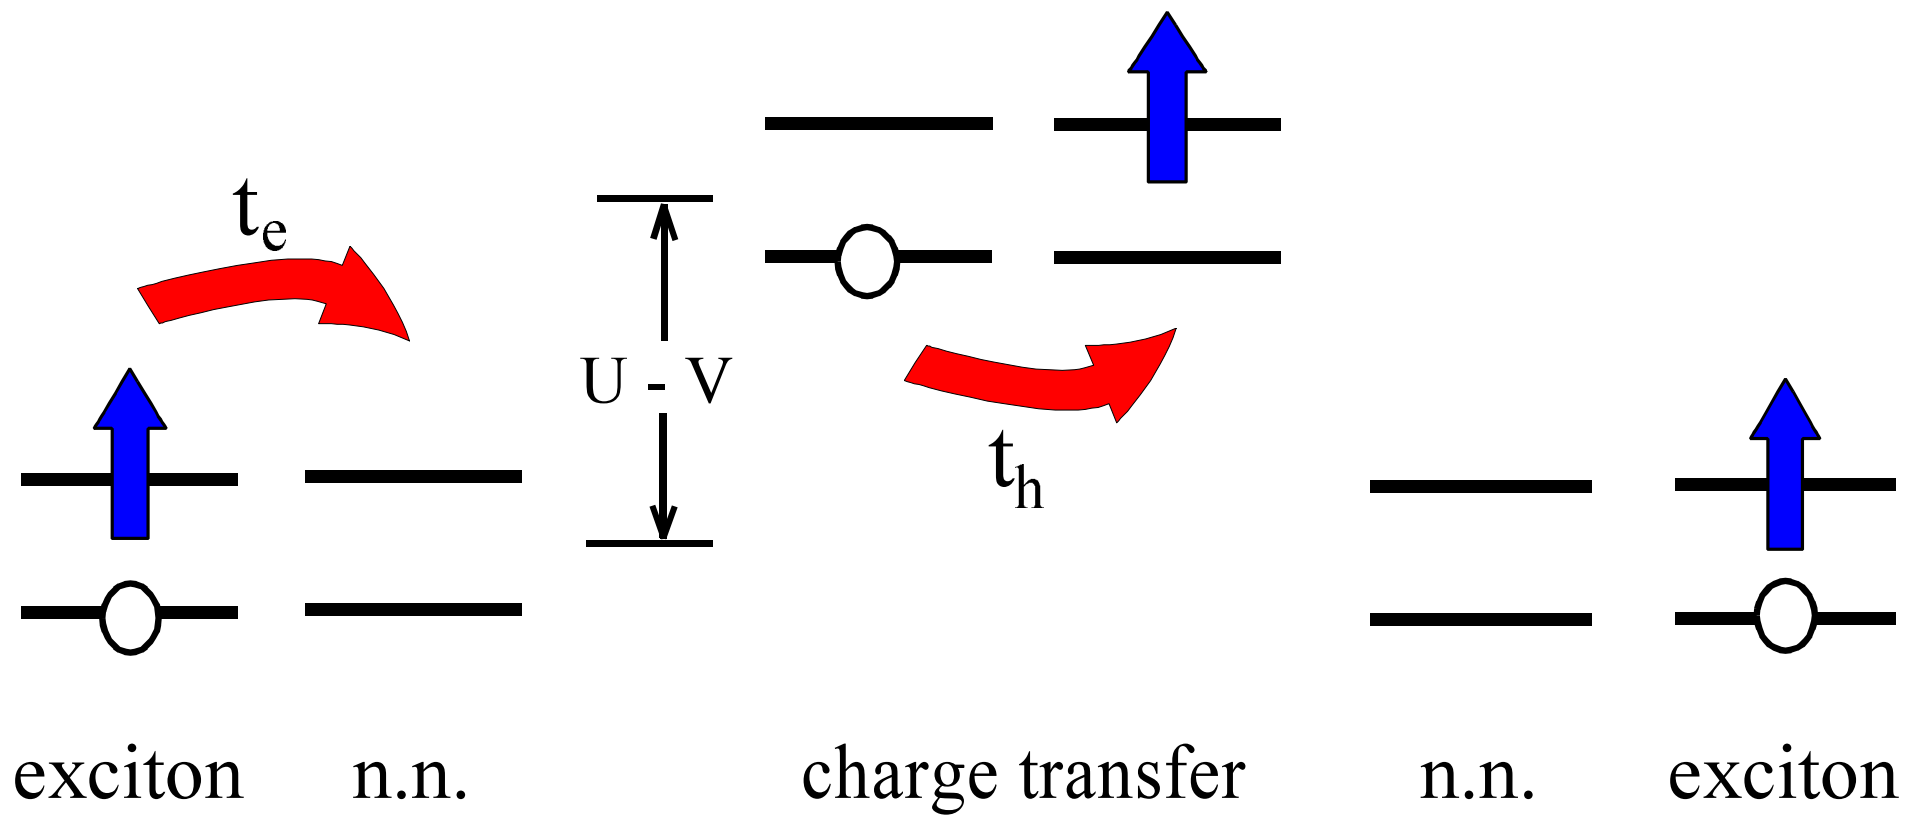 tₑ
U - V
tₕ
exciton n.n. charge transfer n.n. exciton